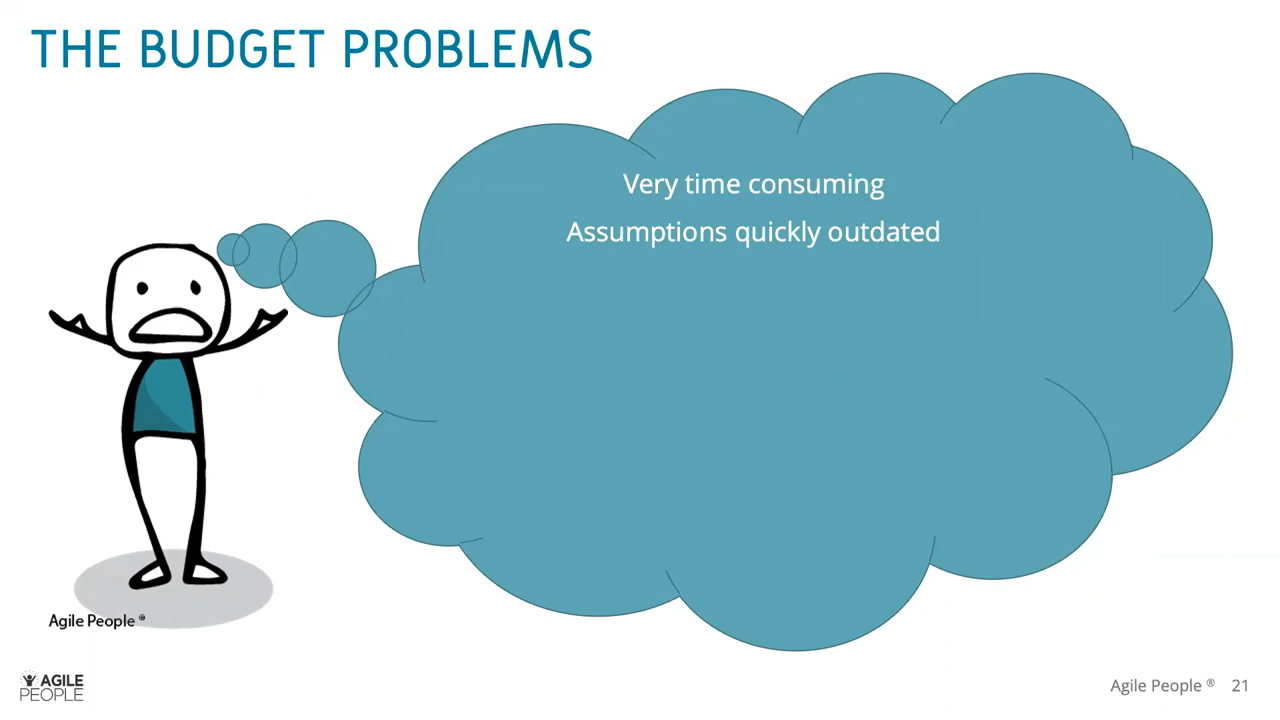 THE BUDGET PROBLEMS
Very time consuming
Assumptions quickly outdated
Agile People ®
AGILE
PEOPLE
Agile People ® 21